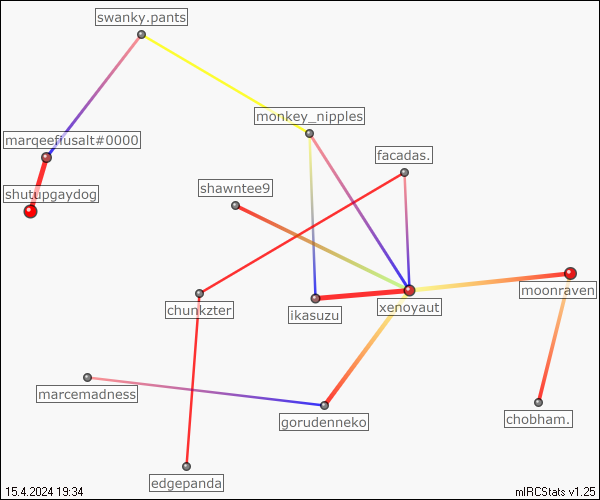 swanky.pants
monkey_nipples
marqeefiusalt#0000
facadas.
shutupgaydog
shawntee9
moonraven
xenoyaut
chunkzter
ikasuzu
marcemadness
gorudenneko
chobham.
edgepanda
15.4.2024 19:34
mIRCStats v1.25